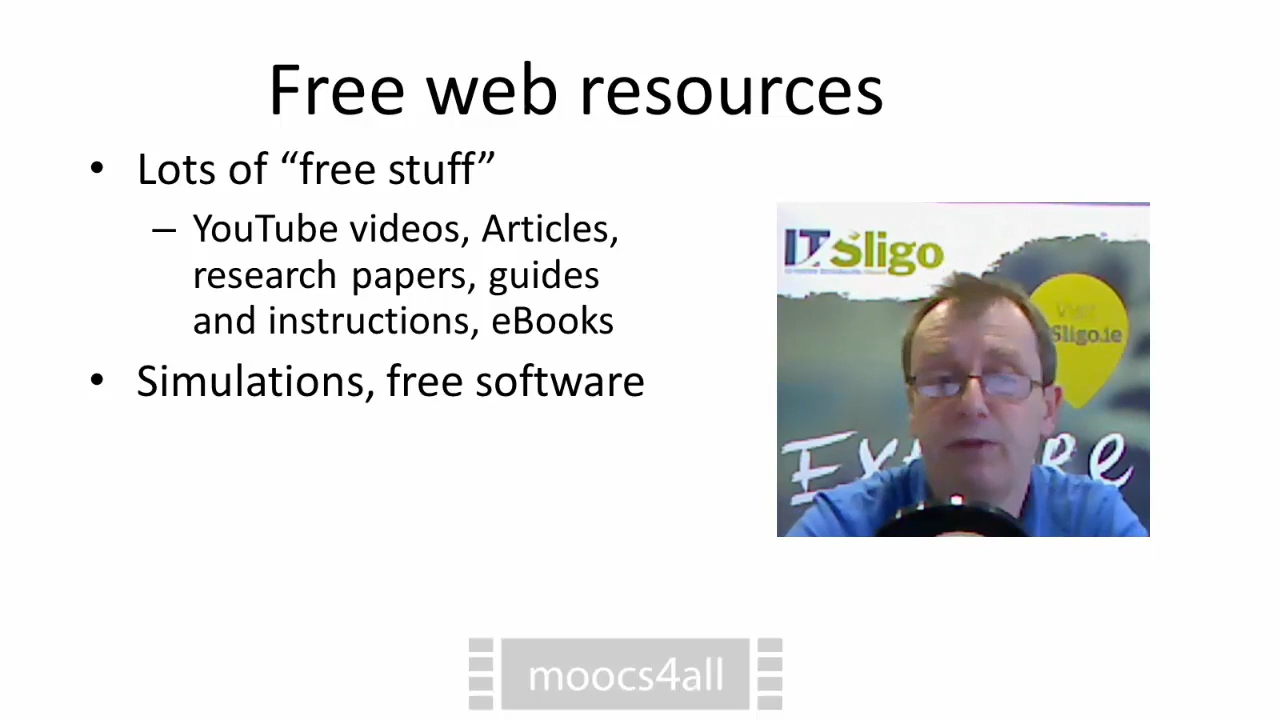 Free web resources
• Lots of “free stuff”
– YouTube videos, Articles,
research papers, guides
and instructions, eBooks
• Simulations, free software
IT Sligo
Visit
Sligo.ie
moocs4all